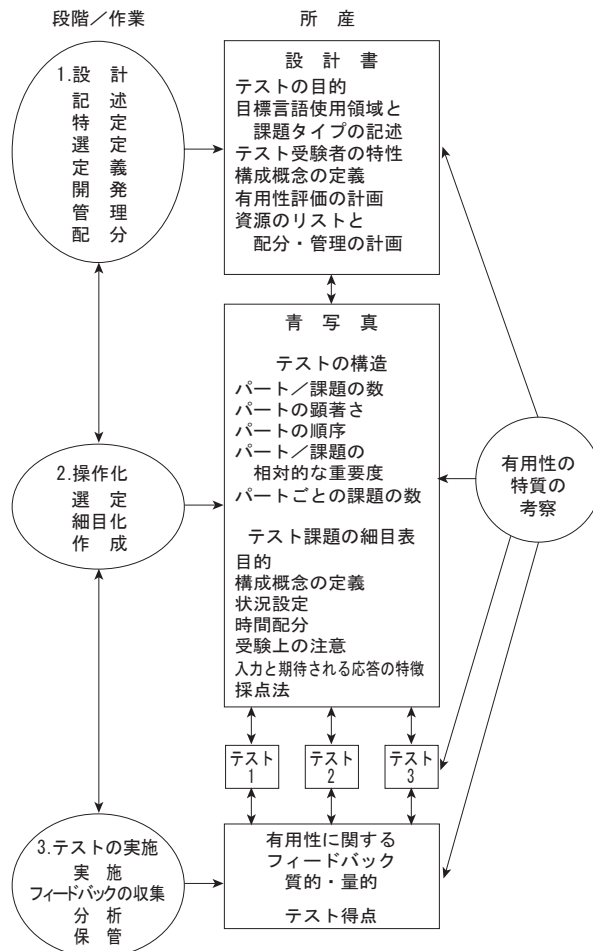 段階／作業
所　産
1.設　計
記　述
特　定
選　定
定　義
開　発
管　理
配　分
設　計　書
テストの目的
目標言語使用領域と
課題タイプの記述
テスト受験者の特性
構成概念の定義
有用性評価の計画
資源のリストと
配分・管理の計画
青　写　真
テストの構造
パート／課題の数
パートの顕著さ
パートの順序
パート／課題の
相対的な重要度
パートごとの課題の数
テスト課題の細目表
目的
構成概念の定義
状況設定
時間配分
受験上の注意
入力と期待される応答の特徴
採点法
2.操作化
選　定
細目化
作　成
有用性の
特質の
考察
テスト
1
テスト
2
テスト
3
3.テストの実施
実　施
フィードバックの収集
分　析
保　管
有用性に関する
フィードバック
質的・量的
テスト得点